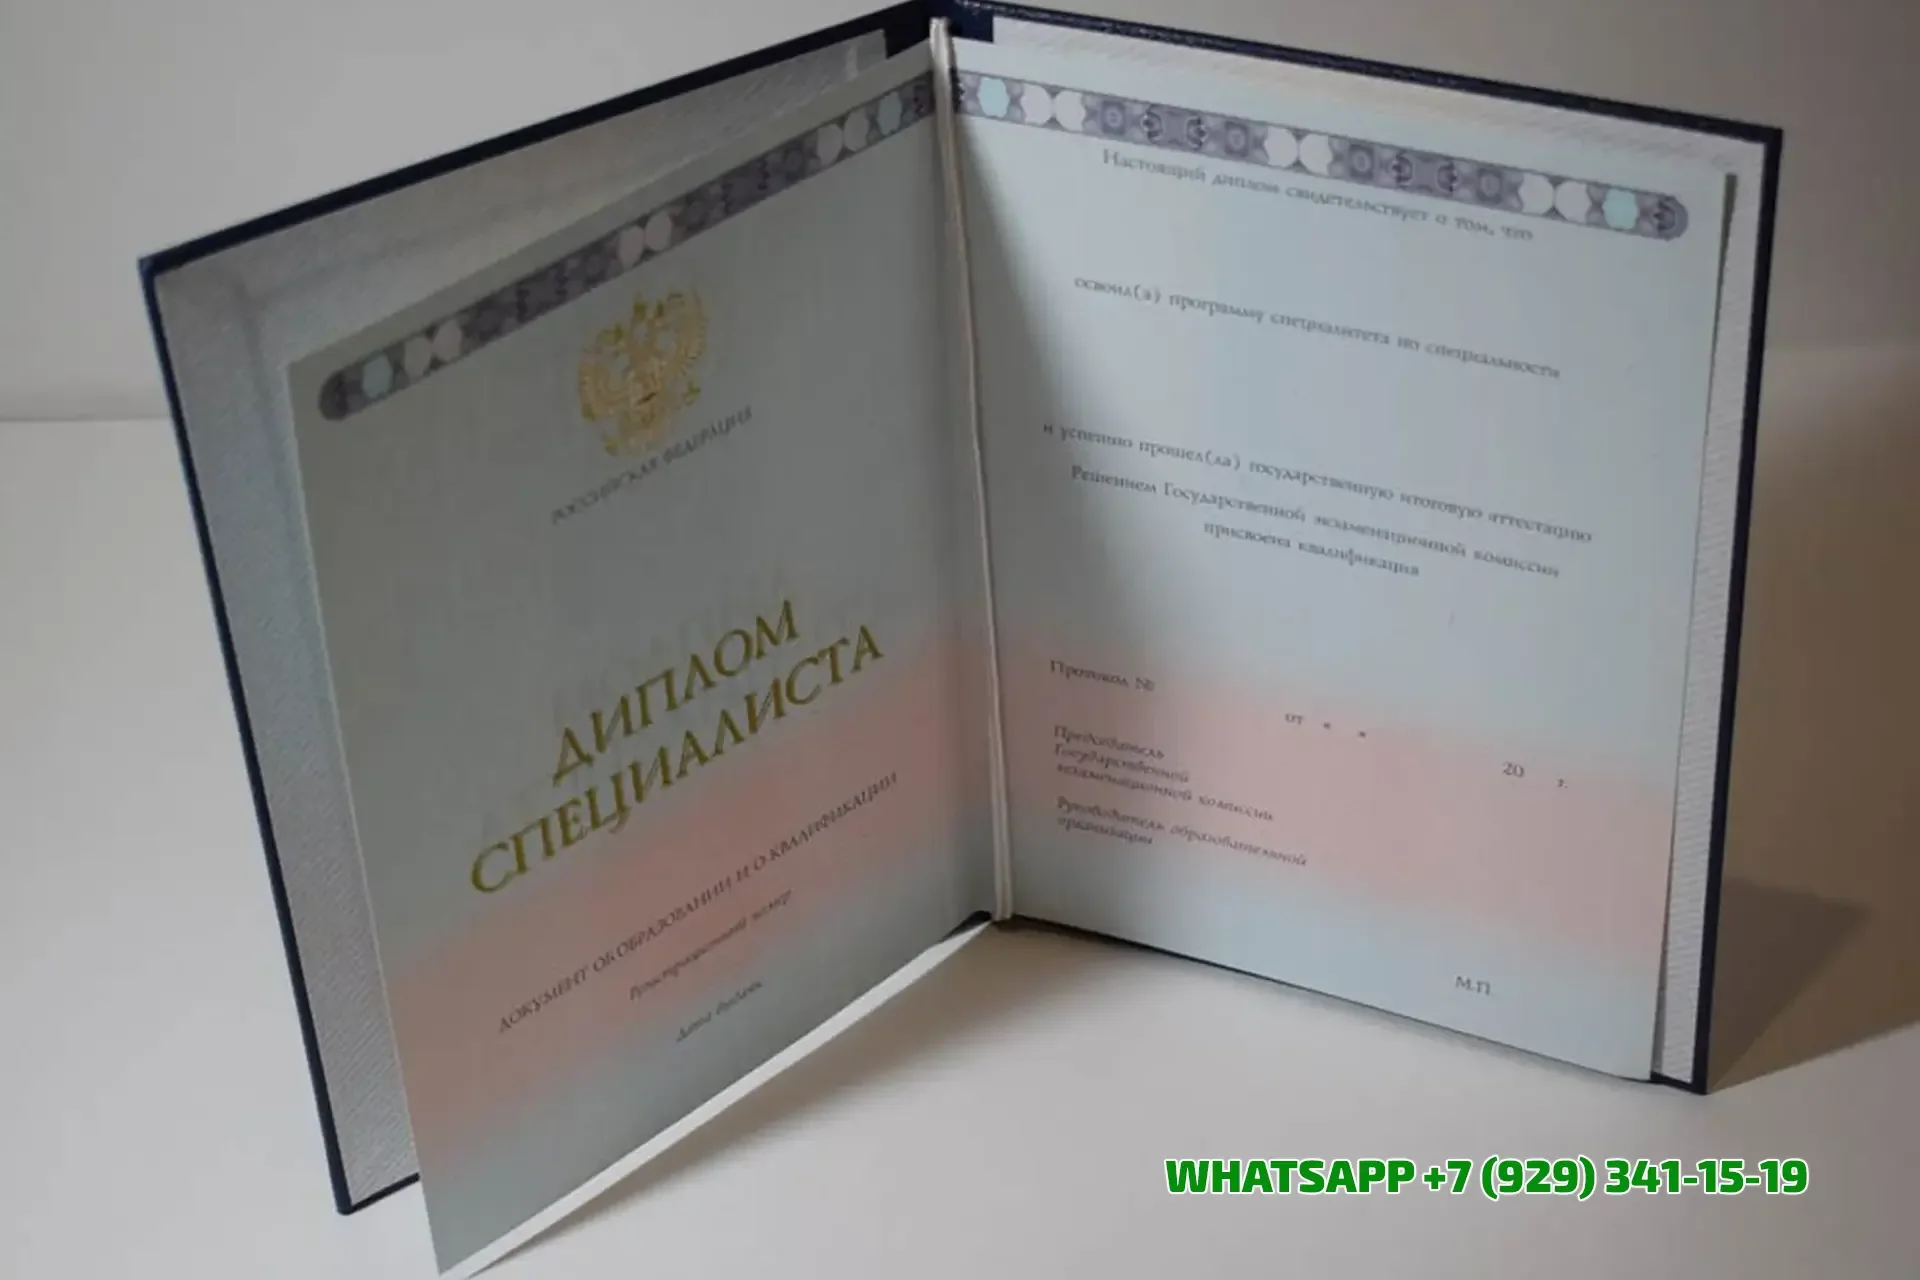 РОССИЙСКАЯ ФЕДЕРАЦИЯ
ДИПЛОМ
СПЕЦИАЛИСТА
ДОКУМЕНТ ОБ ОБРАЗОВАНИИ И О КВАЛИФИКАЦИИ
Регистрационный номер
Дата выдачи
Настоящий диплом свидетельствует о том, что
освоил(а) программу специалитета по специальности
и успешно прошел(ла) государственную итоговую аттестацию
Решением Государственной экзаменационной комиссии
присвоена квалификация
Протокол №
от « »
20 г.
Председатель
Государственной
экзаменационной комиссии
Руководитель образовательной
организации
М.П.
WHATSAPP +7 (929) 341-15-19